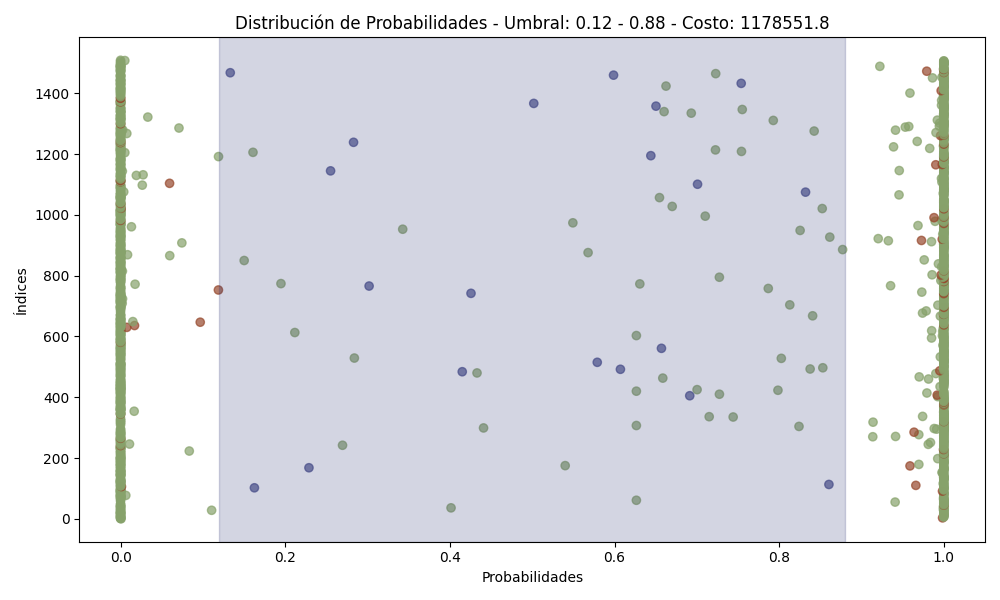 Distribución de Probabilidades - Umbral: 0.12 - 0.88 - Costo: 1178551.8
Índices
1400
1200
1000
800
600
400
200
0
0.0 0.2 0.4 0.6 0.8 1.0
Probabilidades